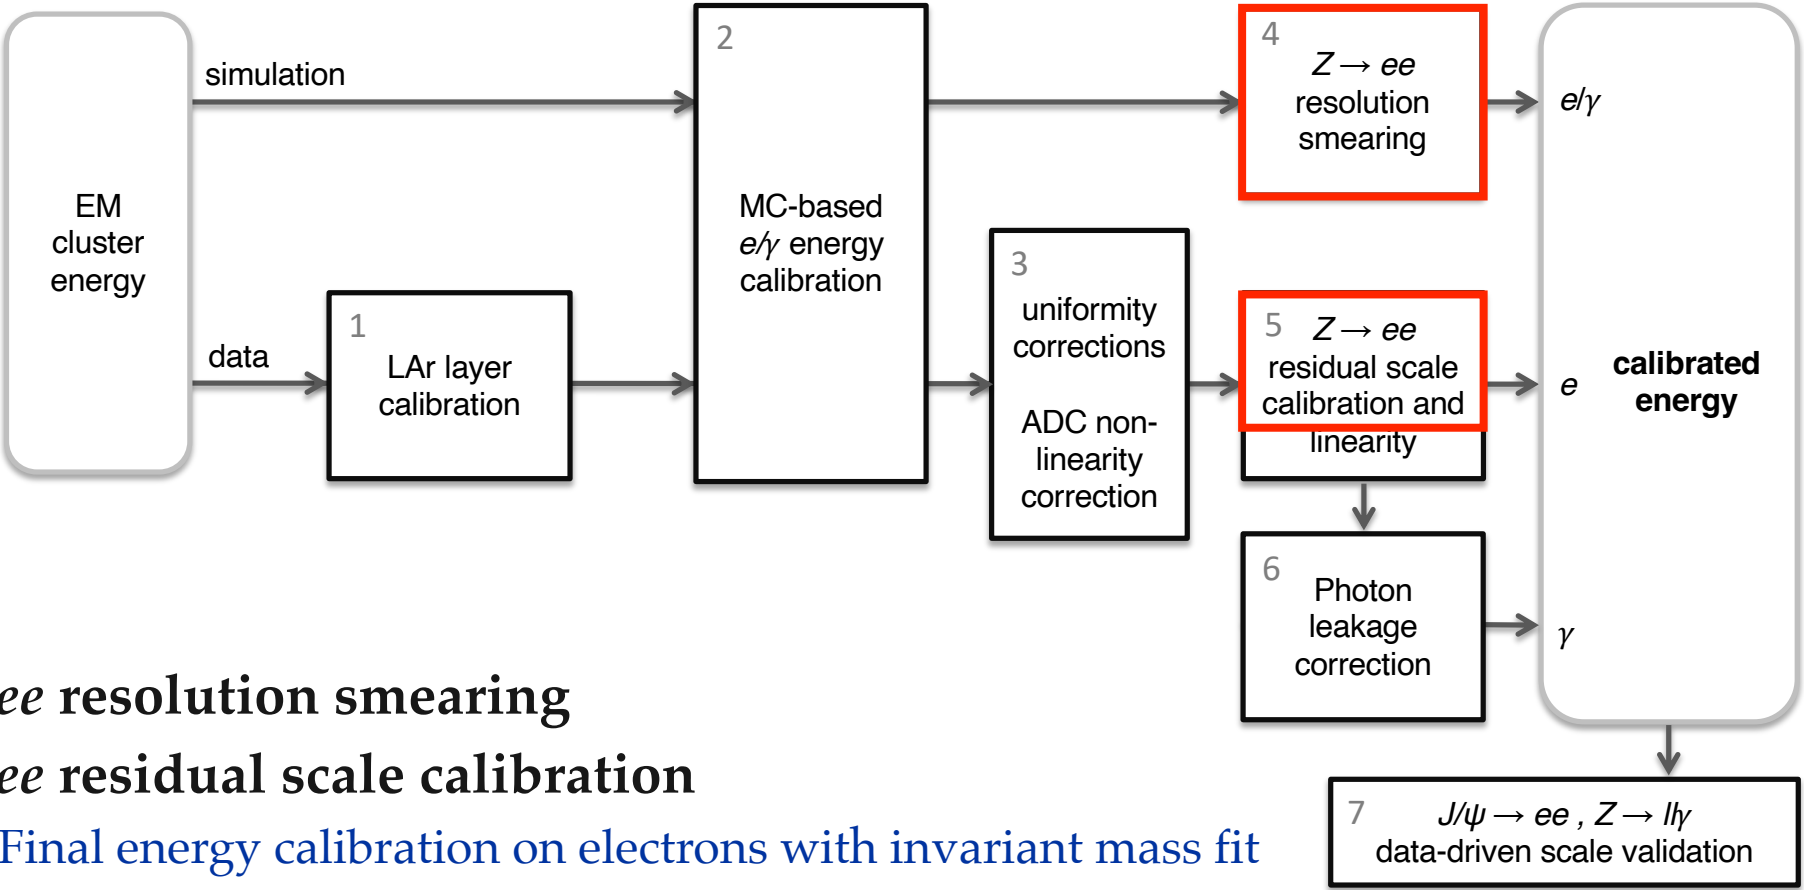 EM
cluster
energy
simulation
data
1
LAr layer
calibration
2
MC-based
e/γ energy
calibration
3
uniformity
corrections
ADC non-
linearity
correction
4
Z → ee
resolution
smearing
5 Z → ee
residual scale
calibration and
linearity
6
Photon
leakage
correction
e/γ
e
γ
calibrated
energy
7 J/ψ → ee , Z → llγ
data-driven scale validation
ee resolution smearing
ee residual scale calibration
Final energy calibration on electrons with invariant mass fit